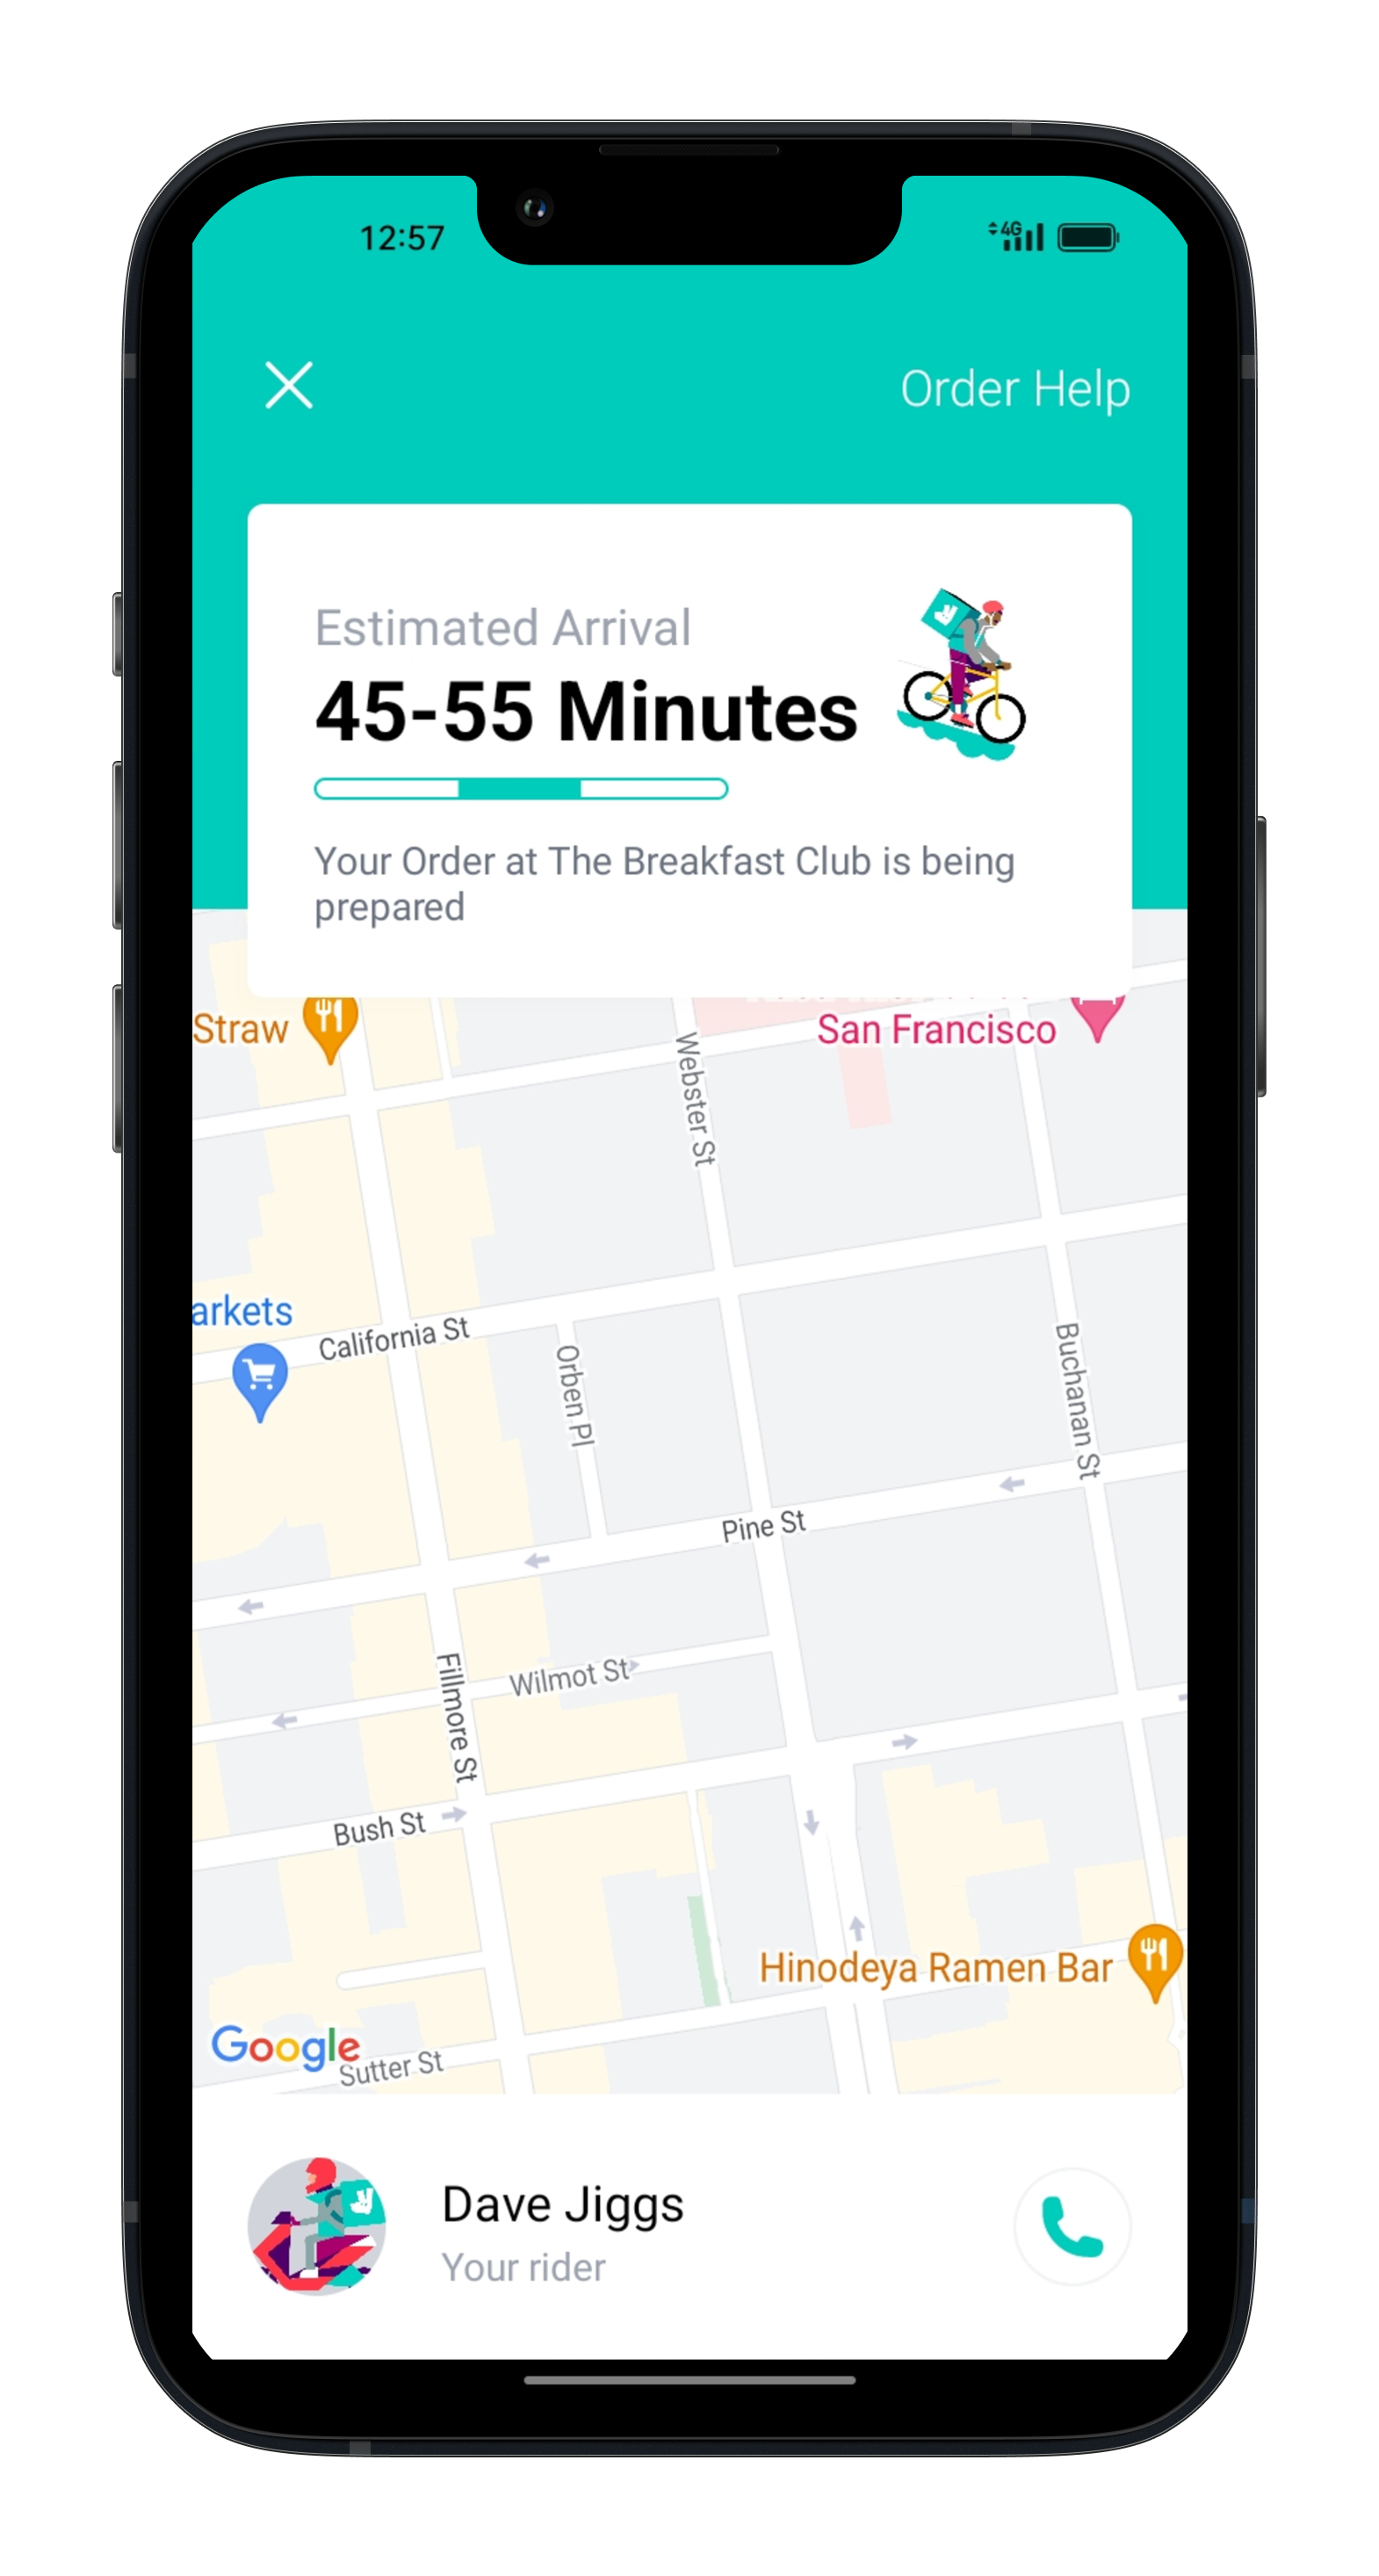 12:57
4G
Order Help
Estimated Arrival
45-55 Minutes
Your Order at The Breakfast Club is being
prepared
Straw
San Francisco
Webster St
arkets
California St
Orben Pl
Buchanan St
Pine St
Fillmore St
Wilmot St
Bush St
Hinodeya Ramen Bar
Google
Sutter St
Dave Jiggs
Your rider